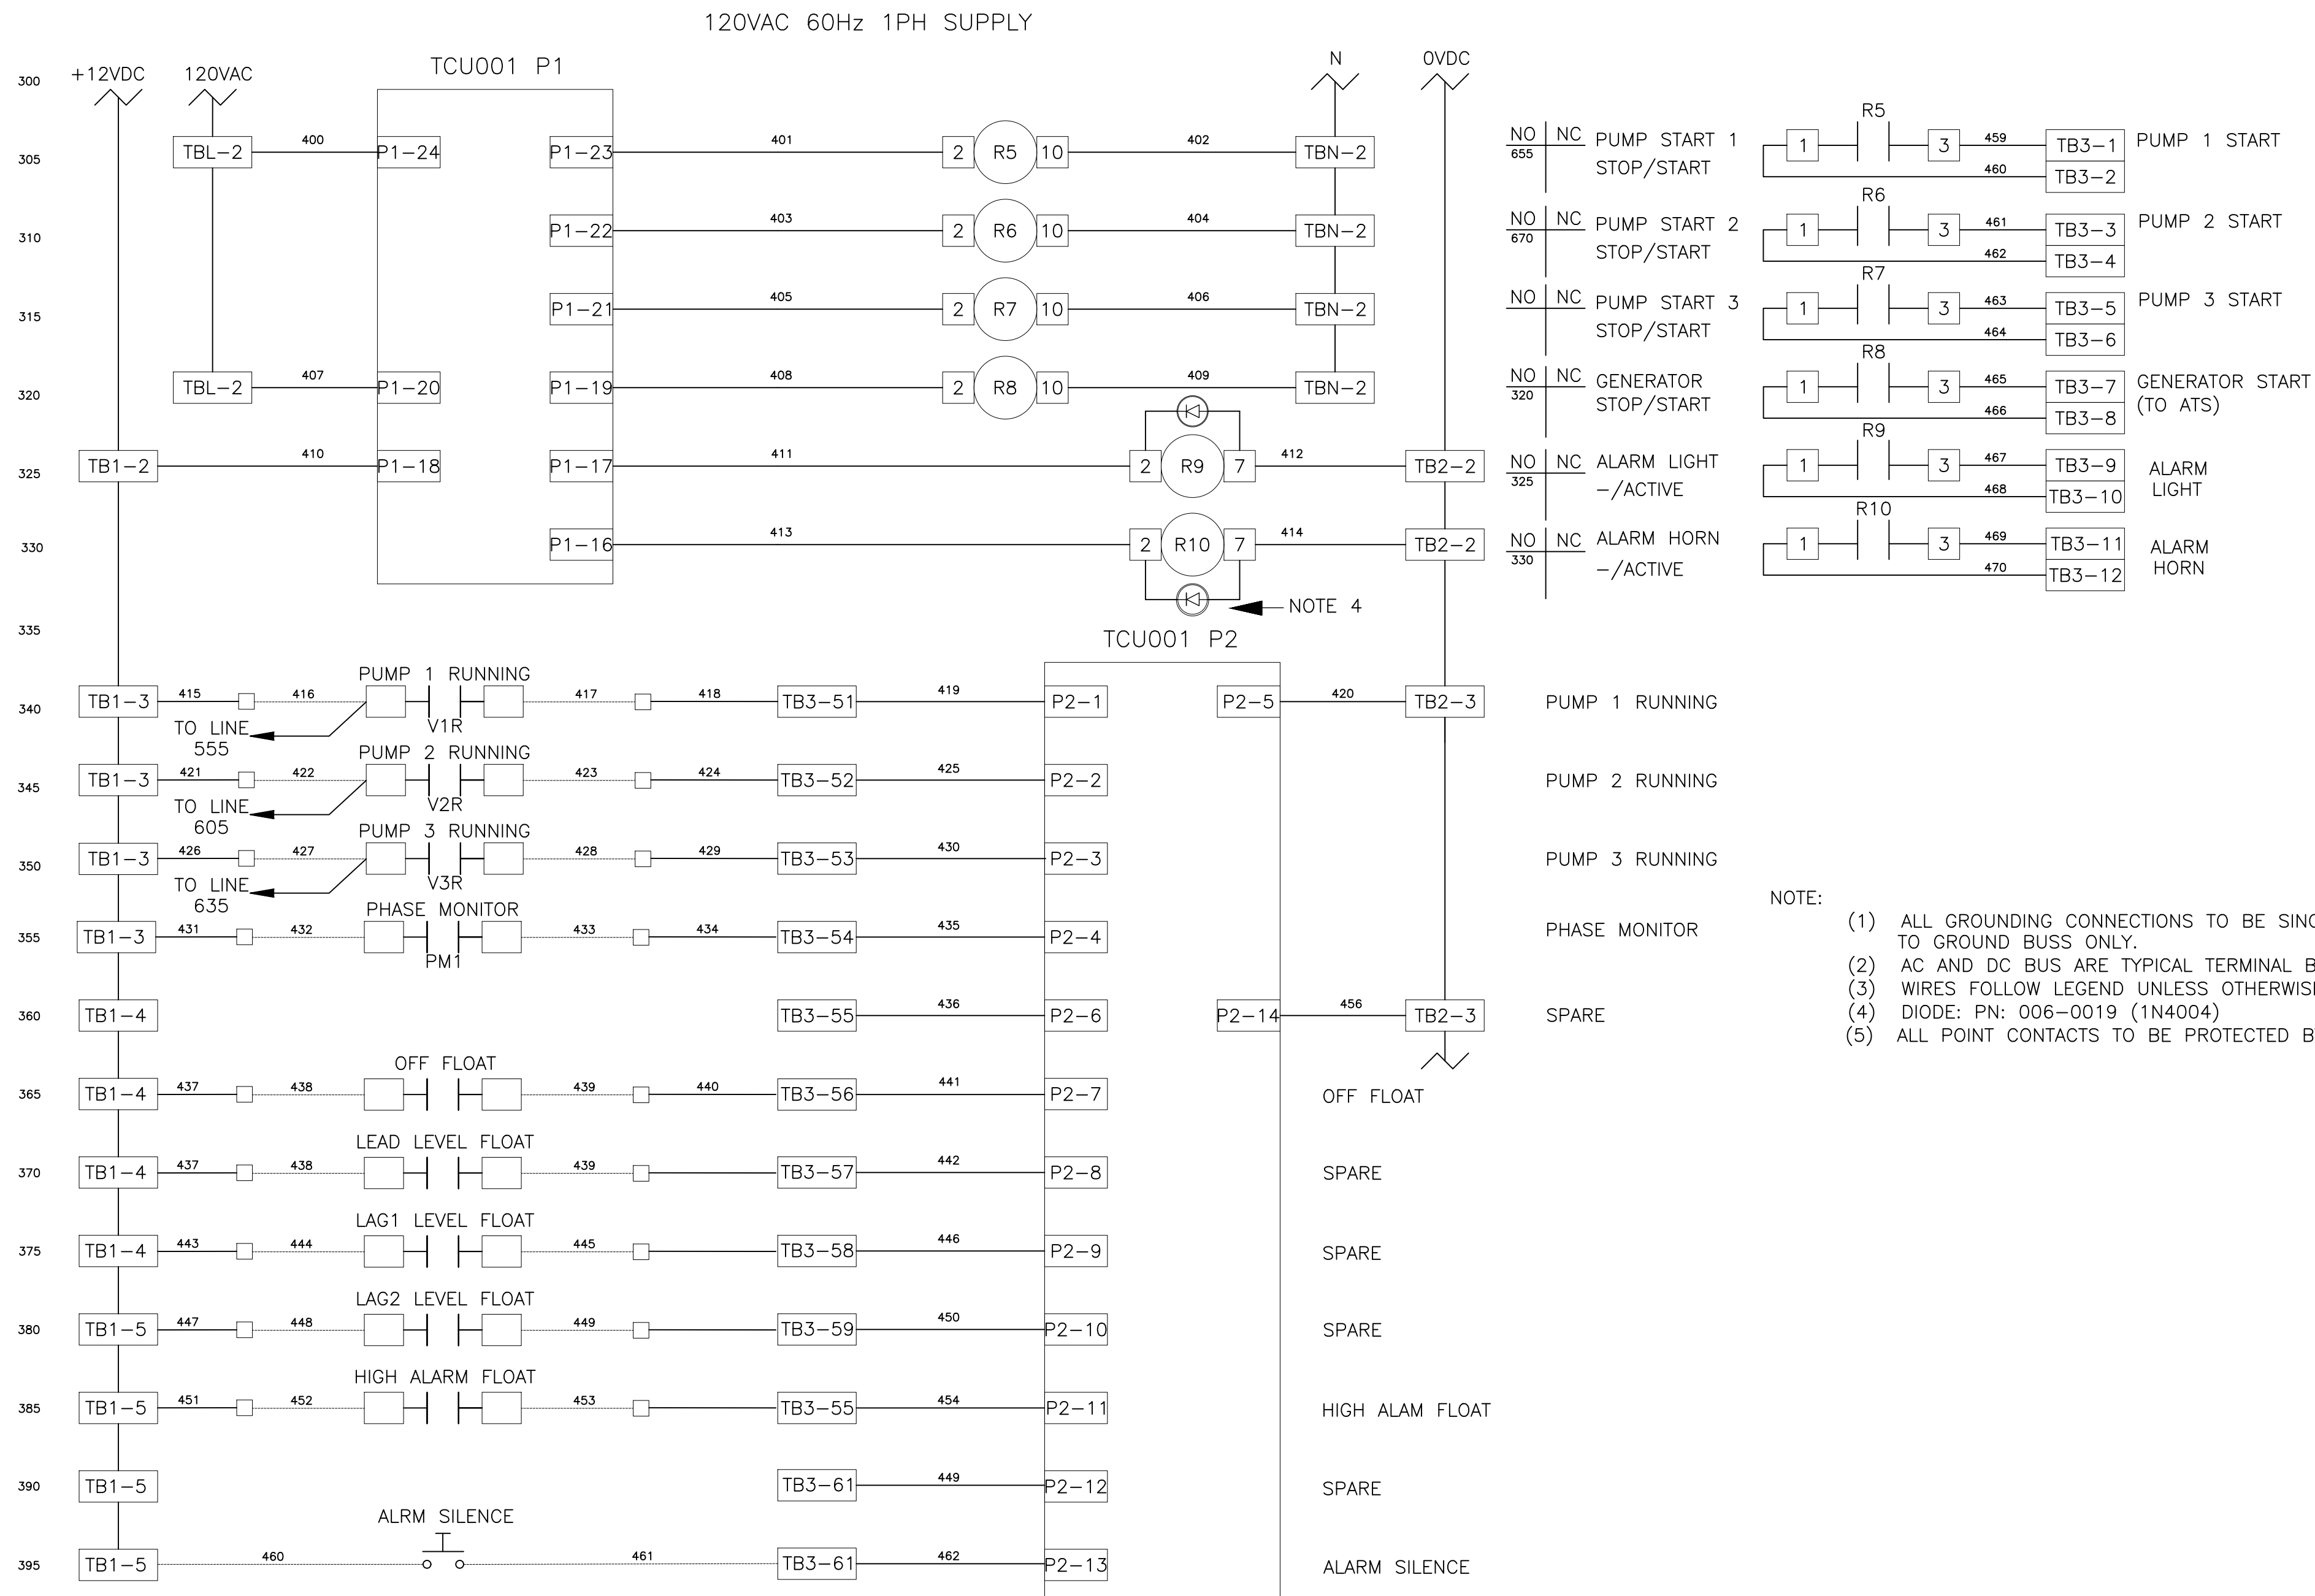 120VAC 60Hz 1PH SUPPLY
300 +12VDC 120VAC TCU001 P1 N 0VDC
R5
305 TBL-2 400 P1-24 P1-23 401 2 R5 10 402 TBN-2 NO NC PUMP START 1 1 3 459 TB3-1 PUMP 1 START
655 STOP/START 460 TB3-2
R6
310 P1-22 403 2 R6 10 404 TBN-2 NO NC PUMP START 2 1 3 461 TB3-3 PUMP 2 START
670 STOP/START 462 TB3-4
R7
315 P1-21 405 2 R7 10 406 TBN-2 NO NC PUMP START 3 1 3 463 TB3-5 PUMP 3 START
STOP/START 464 TB3-6
R8
320 TBL-2 407 P1-20 P1-19 408 2 R8 10 409 TBN-2 NO NC GENERATOR 1 3 465 TB3-7 GENERATOR START
320 STOP/START 466 TB3-8 (TO ATS)
R9
325 TB1-2 410 P1-18 P1-17 411 2 R9 7 412 TB2-2 NO NC ALARM LIGHT 1 3 467 TB3-9 ALARM
325 -/ACTIVE 468 TB3-10 LIGHT
R10
330 P1-16 413 2 R10 7 414 TB2-2 NO NC ALARM HORN 1 3 469 TB3-11 ALARM
330 -/ACTIVE 470 TB3-12 HORN
NOTE 4
335 TCU001 P2
PUMP 1 RUNNING
340 TB1-3 415 416 417 418 TB3-51 419 P2-1 P2-5 420 TB2-3 PUMP 1 RUNNING
TO LINE V1R
555
PUMP 2 RUNNING
345 TB1-3 421 422 423 424 TB3-52 425 P2-2 PUMP 2 RUNNING
TO LINE V2R
605
PUMP 3 RUNNING
350 TB1-3 426 427 428 429 TB3-53 430 P2-3 PUMP 3 RUNNING
TO LINE V3R
635
PHASE MONITOR
355 TB1-3 431 432 433 434 TB3-54 435 P2-4 PHASE MONITOR
PM1
360 TB1-4 TB3-55 436 P2-6 P2-14 456 TB2-3 SPARE
OFF FLOAT
365 TB1-4 437 438 439 440 TB3-56 441 P2-7 OFF FLOAT
LEAD LEVEL FLOAT
370 TB1-4 437 438 439 TB3-57 442 P2-8 SPARE
LAG1 LEVEL FLOAT
375 TB1-4 443 444 445 TB3-58 446 P2-9 SPARE
LAG2 LEVEL FLOAT
380 TB1-5 447 448 449 TB3-59 450 P2-10 SPARE
HIGH ALARM FLOAT
385 TB1-5 451 452 453 TB3-55 454 P2-11 HIGH ALAM FLOAT
390 TB1-5 TB3-61 449 P2-12 SPARE
ALRM SILENCE
395 TB1-5 460 461 TB3-61 462 P2-13 ALARM SILENCE
NOTE:
(1) ALL GROUNDING CONNECTIONS TO BE
TO GROUND BUSS ONLY.
(2) AC AND DC BUS ARE TYPICAL TERMINAL
(3) WIRES FOLLOW LEGEND UNLESS
(4) DIODE: PN: 006-0019 (1N4004)
(5) ALL POINT CONTACTS TO BE PROTECTED